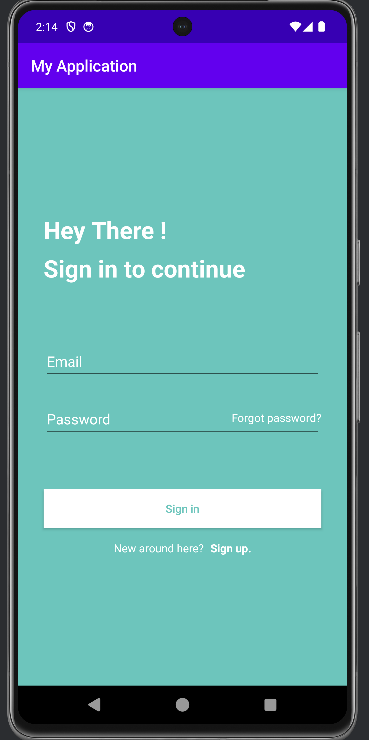 2:14
My Application
Hey There !
Sign in to continue
Email
Password Forgot password?
Sign in
New around here? Sign up.